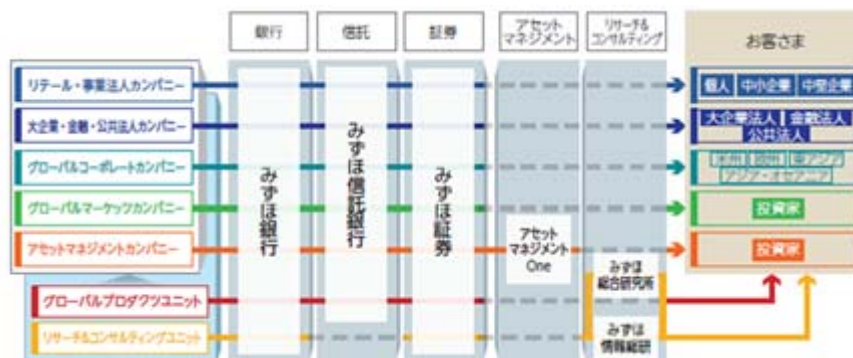 銀行
信託
証券
アセット
マネジメント
リサーチ&
コンサルティング
お客さま
リテール・事業法人カンパニー
大企業・金融・公共法人カンパニー
グローバルコーポレートカンパニー
グローバルマーケッツカンパニー
アセットマネジメントカンパニー
グローバルプロダクツユニット
リサーチ&コンサルティングユニット
みずほ銀行
みずほ信託銀行
みずほ証券
アセット
マネジメント
One
みずほ
総合研究所
みずほ
情報総研
個人 中小企業 中堅企業
大企業法人 金融法人
公共法人
米州 欧州 東アジア
アジア・オセアニア
投資家
投資家